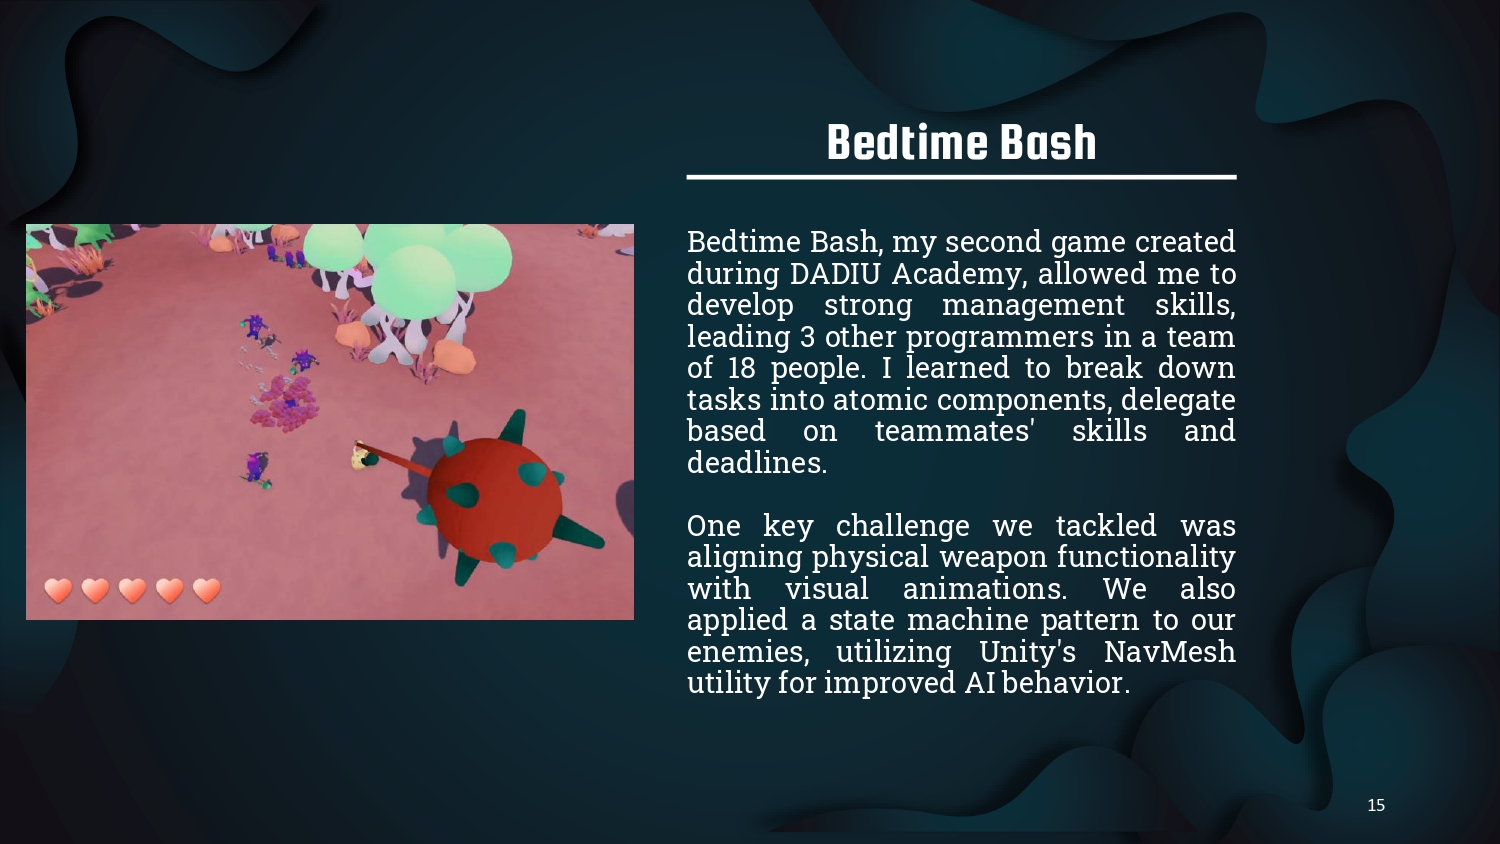 Bedtime Bash
Bedtime Bash, my second game created
during DADIU Academy, allowed me to
develop strong management skills,
leading 3 other programmers in a team
of 18 people. I learned to break down
tasks into atomic components, delegate
based on teammates' skills and
deadlines.
One key challenge we tackled was
aligning physical weapon functionality
with visual animations. We also
applied a state machine pattern to our
enemies, utilizing Unity's NavMesh
utility for improved AI behavior.
15